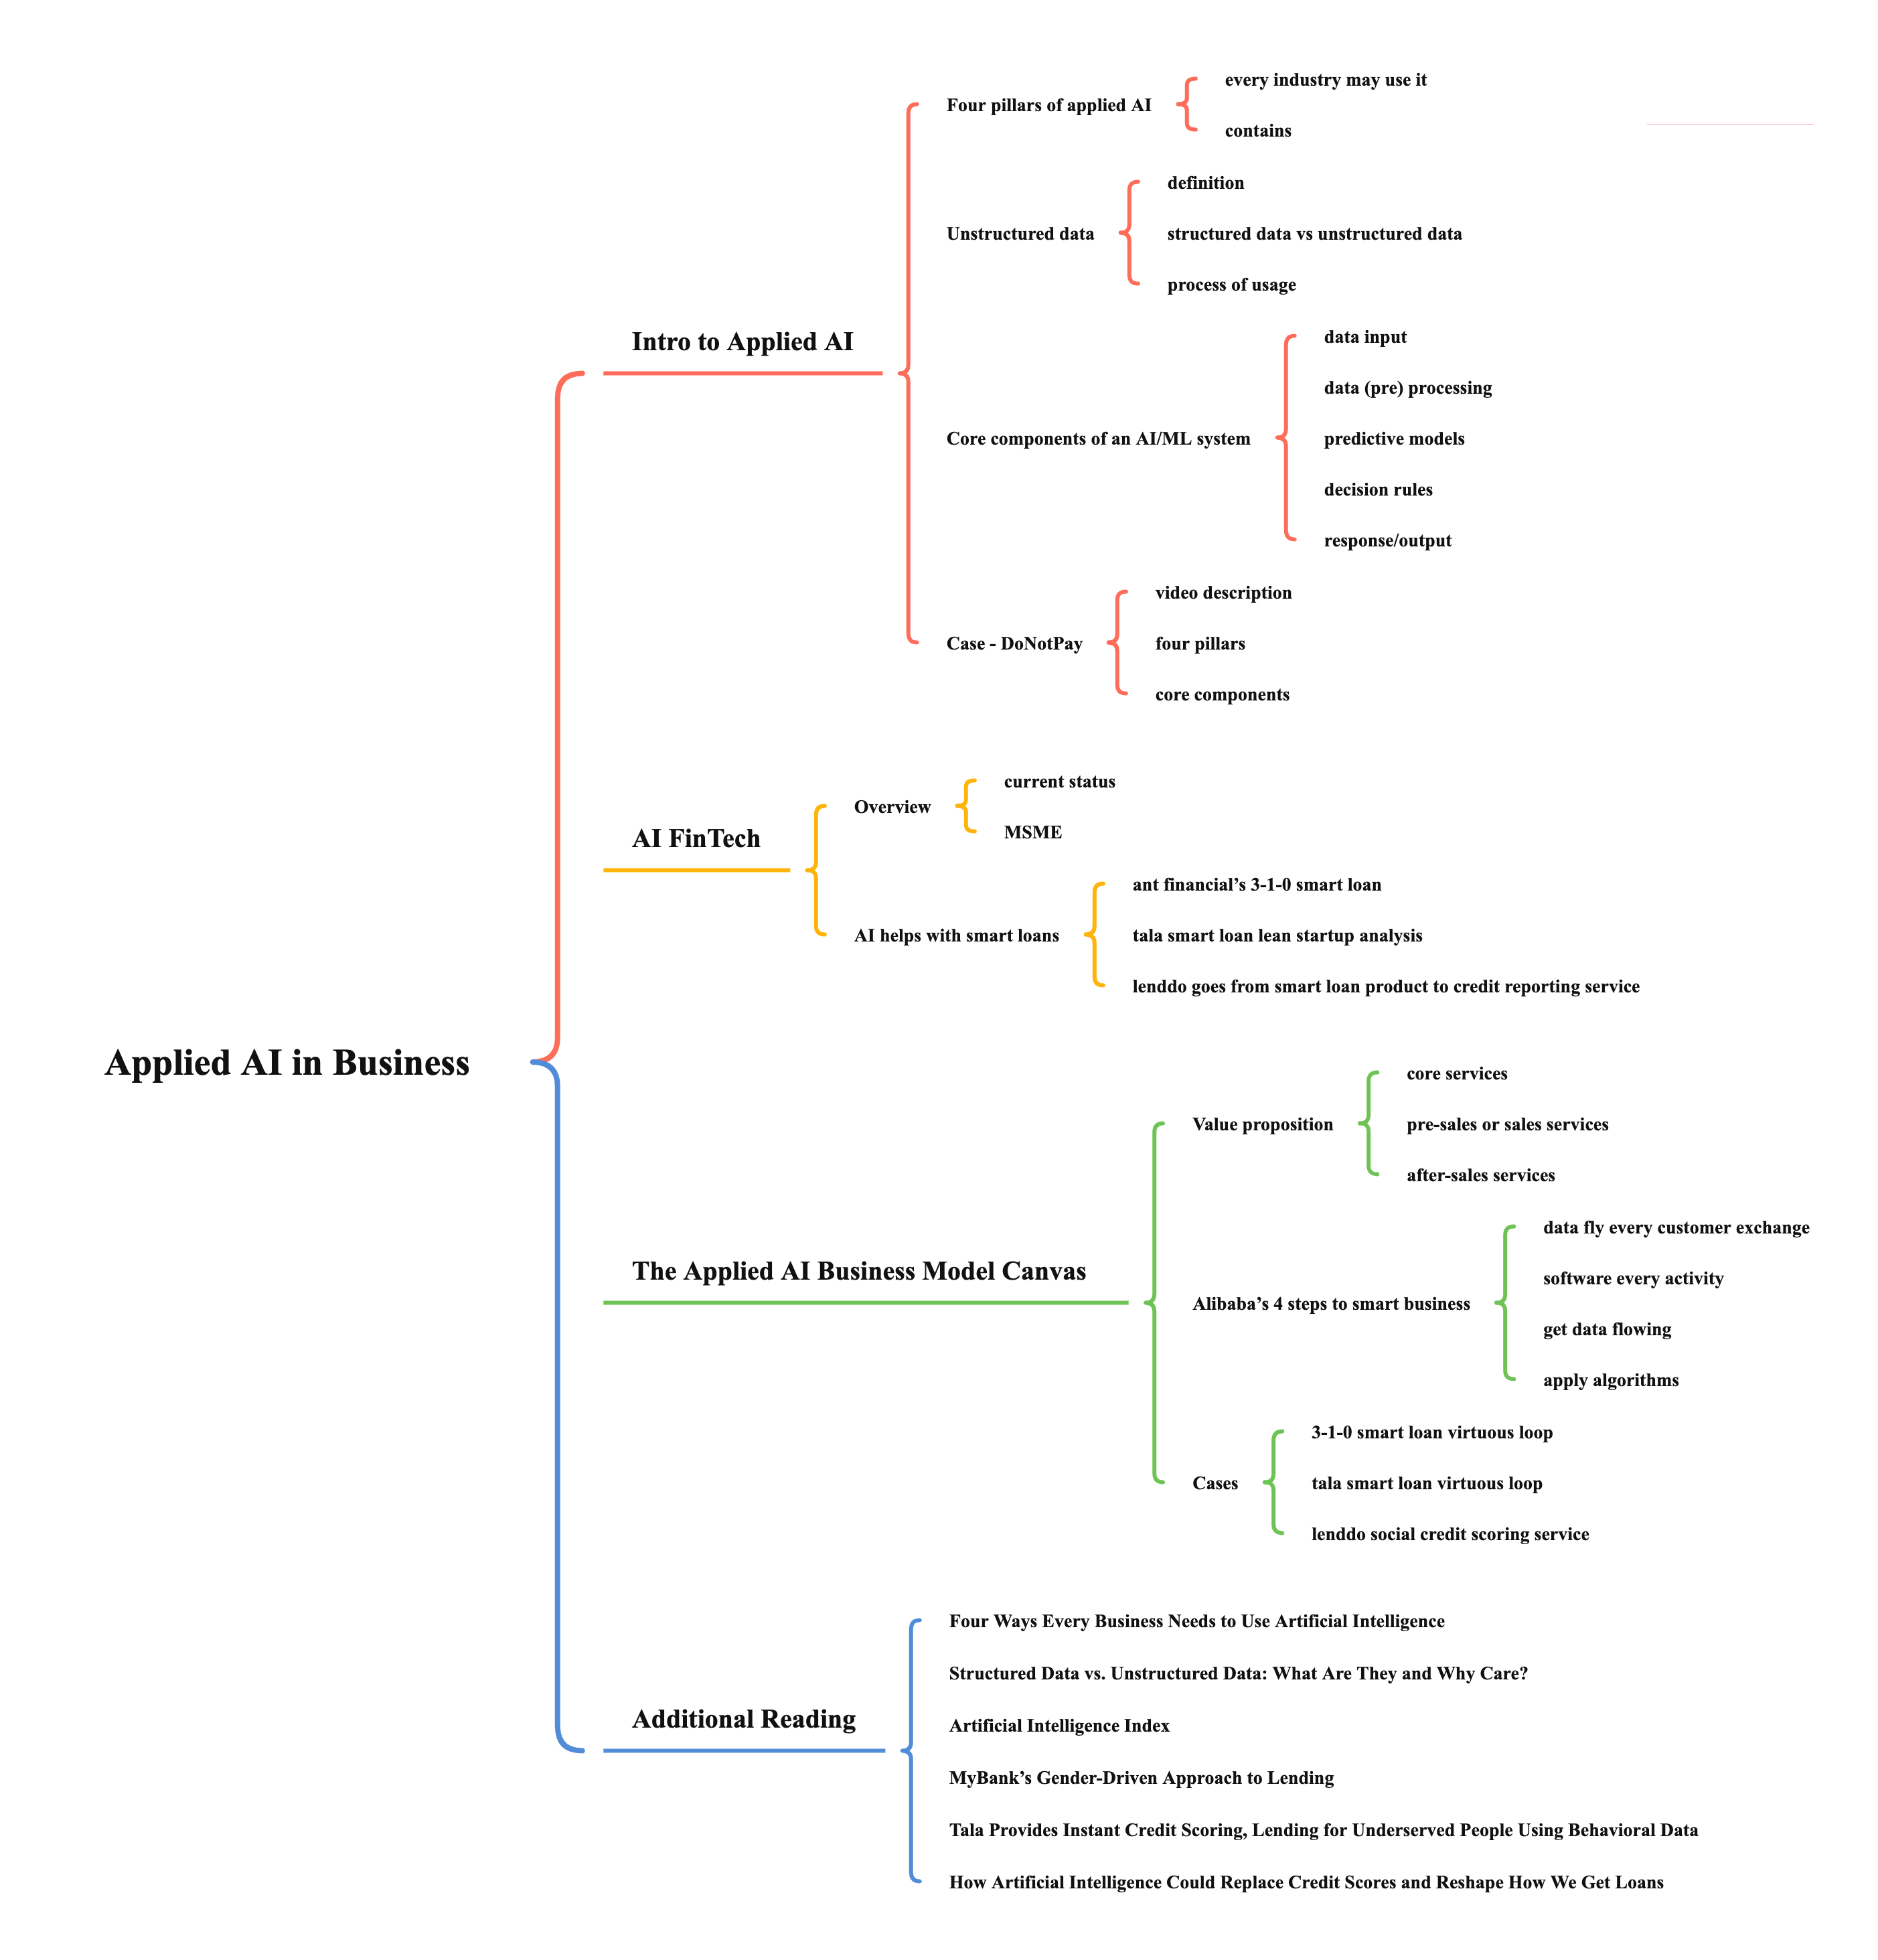 Applied AI in Business
Intro to Applied AI
Four pillars of applied AI
every industry may use it
contains
Unstructured data
definition
structured data vs unstructured data
process of usage
Core components of an AI/ML system
data input
data (pre) processing
predictive models
decision rules
response/output
Case - DoNotPay
video description
four pillars
core components
AI FinTech
Overview
current status
MSME
AI helps with smart loans
ant financial’s 3-1-0 smart loan
tala smart loan lean startup analysis
lenddo goes from smart loan product to credit reporting service
The Applied AI Business Model Canvas
Value proposition
core services
pre-sales or sales services
after-sales services
Alibaba’s 4 steps to smart business
data fly every customer exchange
software every activity
get data flowing
apply algorithms
Cases
3-1-0 smart loan virtuous loop
tala smart loan virtuous loop
lenddo social credit scoring service
Additional Reading
Four Ways Every Business Needs to Use Artificial Intelligence
Structured Data vs. Unstructured Data: What Are They and Why Care?
Artificial Intelligence Index
MyBank’s Gender-Driven Approach to Lending
Tala Provides Instant Credit Scoring, Lending for Underserved People Using Behavioral Data
How Artificial Intelligence Could Replace Credit Scores and Reshape How We Get Loans